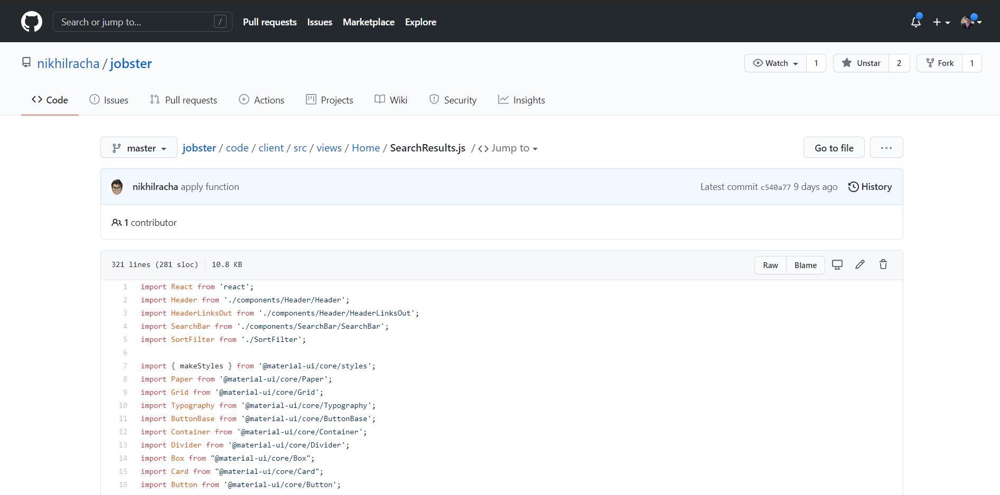 Search or jump to... /
Pull requests Issues Marketplace Explore
nikhilracha / jobster
Watch 1 Unstar 2 Fork 1
Code Issues Pull requests Actions Projects Wiki Security Insights
master jobster / code / client / src / views / Home / SearchResults.js / <> Jump to
Go to file ...
nikhilracha apply function
Latest commit c540a77 9 days ago History
1 contributor
321 lines (281 sloc) 10.8 KB
Raw Blame
1 import React from 'react';
2 import Header from './components/Header/Header';
3 import HeaderLinksOut from './components/Header/HeaderLinksOut';
4 import SearchBar from './components/SearchBar/SearchBar';
5 import SortFilter from './SortFilter';
6
7 import { makeStyles } from '@material-ui/core/styles';
8 import Paper from '@material-ui/core/Paper';
9 import Grid from '@material-ui/core/Grid';
10 import Typography from '@material-ui/core/Typography';
11 import ButtonBase from '@material-ui/core/ButtonBase';
12 import Container from '@material-ui/core/Container';
13 import Divider from '@material-ui/core/Divider';
14 import Box from "@material-ui/core/Box";
15 import Card from "@material-ui/core/Card";
16 import Button from '@material-ui/core/Button';